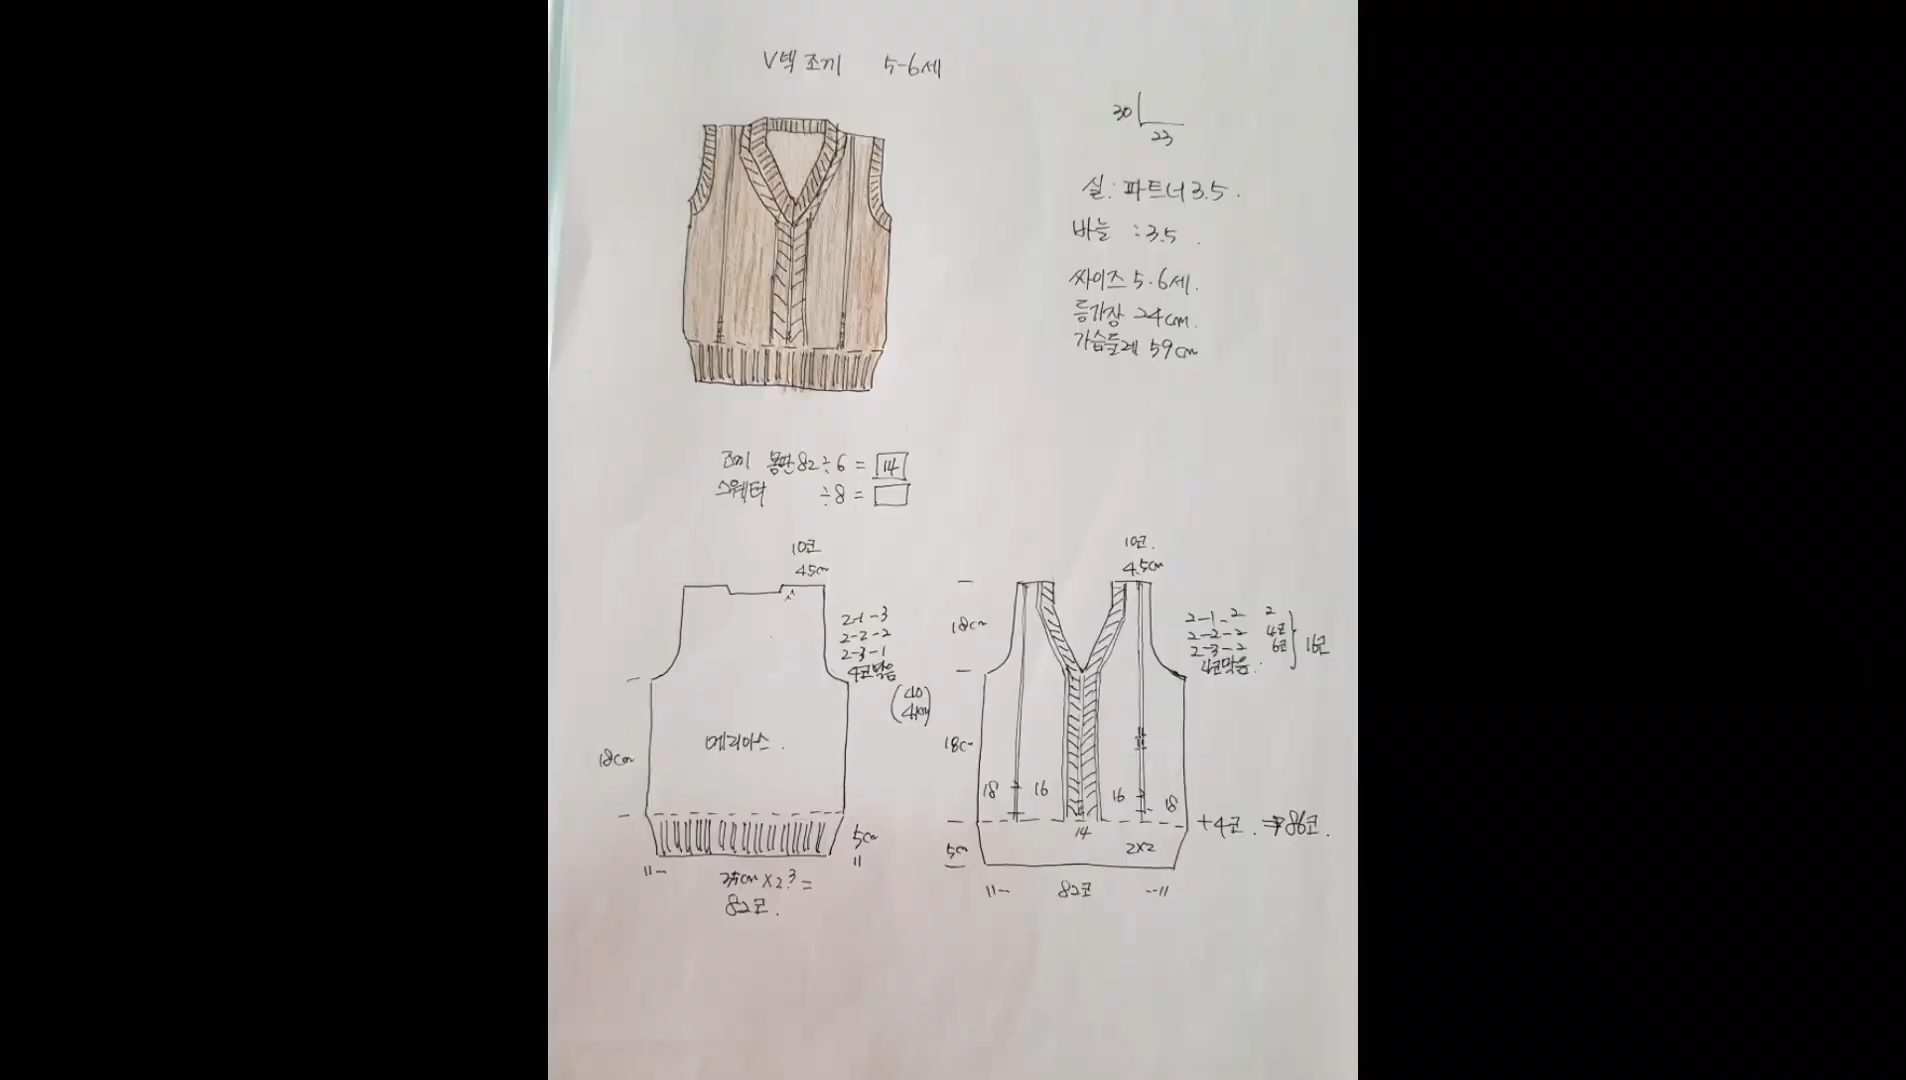 V넥 조끼 5-6세
30
23
실: 파트너 3.5.
바늘 : 3.5.
싸이즈 5.6세.
등기장 24cm.
가슴둘레 59cm
조끼 몸판 82÷6 = 14
스웨터 ÷8 =
10코
4.5cm
2-1-3
2-2-2
2-3-1
4코막음
메리야스.
18cm
5cm
35cm x 2.3 =
82코.
10코.
4.5cm
18cm
2-1-2 2
2-2-2 4코
2-3-2 6코
4코막음.
16코
18cm
18 16 16 18
+4코. ⇒ 86코.
14
5cm
2x2
82코